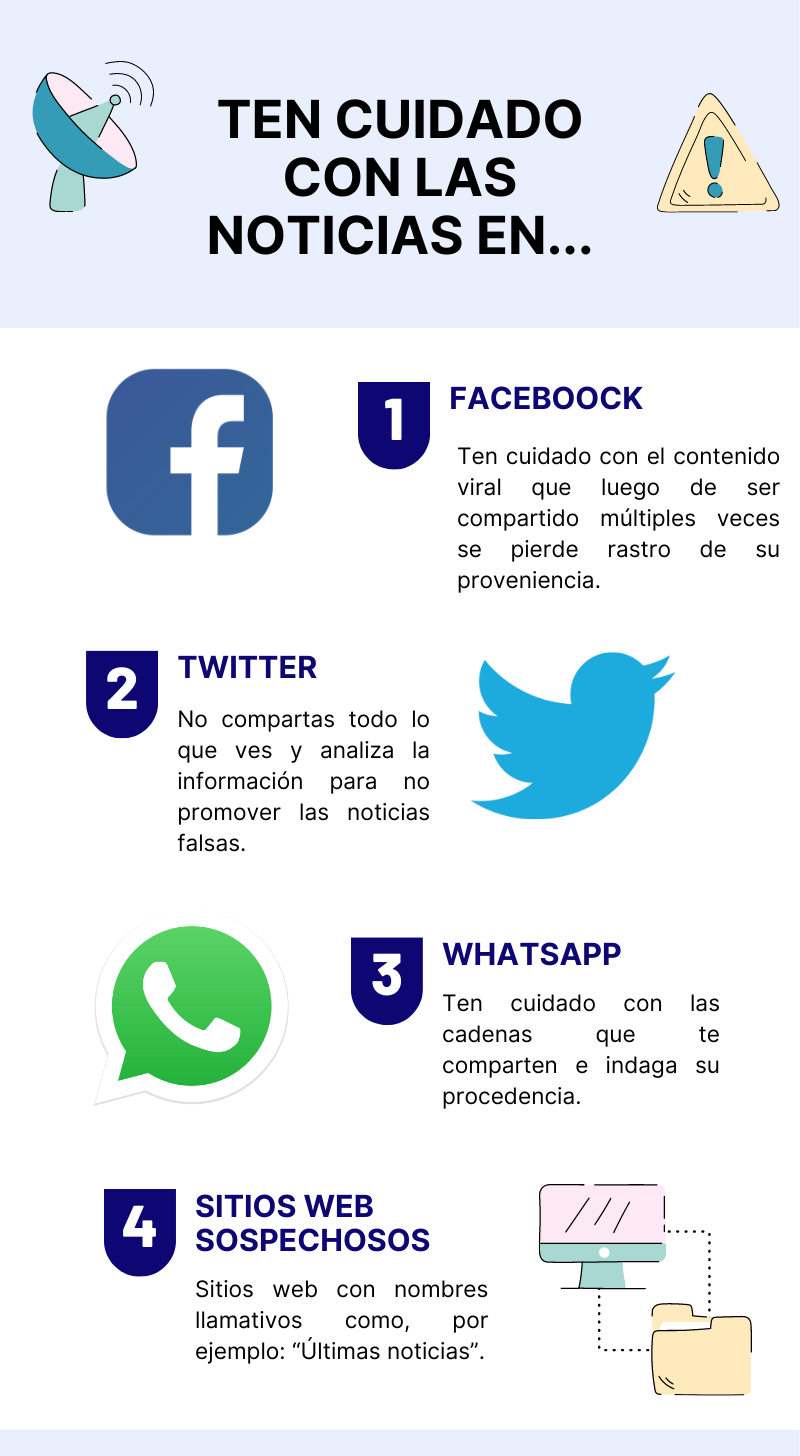 TEN CUIDADO
CON LAS
NOTICIAS EN...
1
FACEBOOCK
Ten cuidado con el contenido
viral que luego de ser
compartido múltiples veces
se pierde rastro de su
proveniencia.
2
TWITTER
No compartas todo lo
que ves y analiza la
información para no
promover las noticias
falsas.
3
WHATSAPP
Ten cuidado con las
cadenas que te
comparten e indaga su
procedencia.
4
SITIOS WEB
SOSPECHOSOS
Sitios web con nombres
llamativos como, por
ejemplo: “Últimas noticias”.